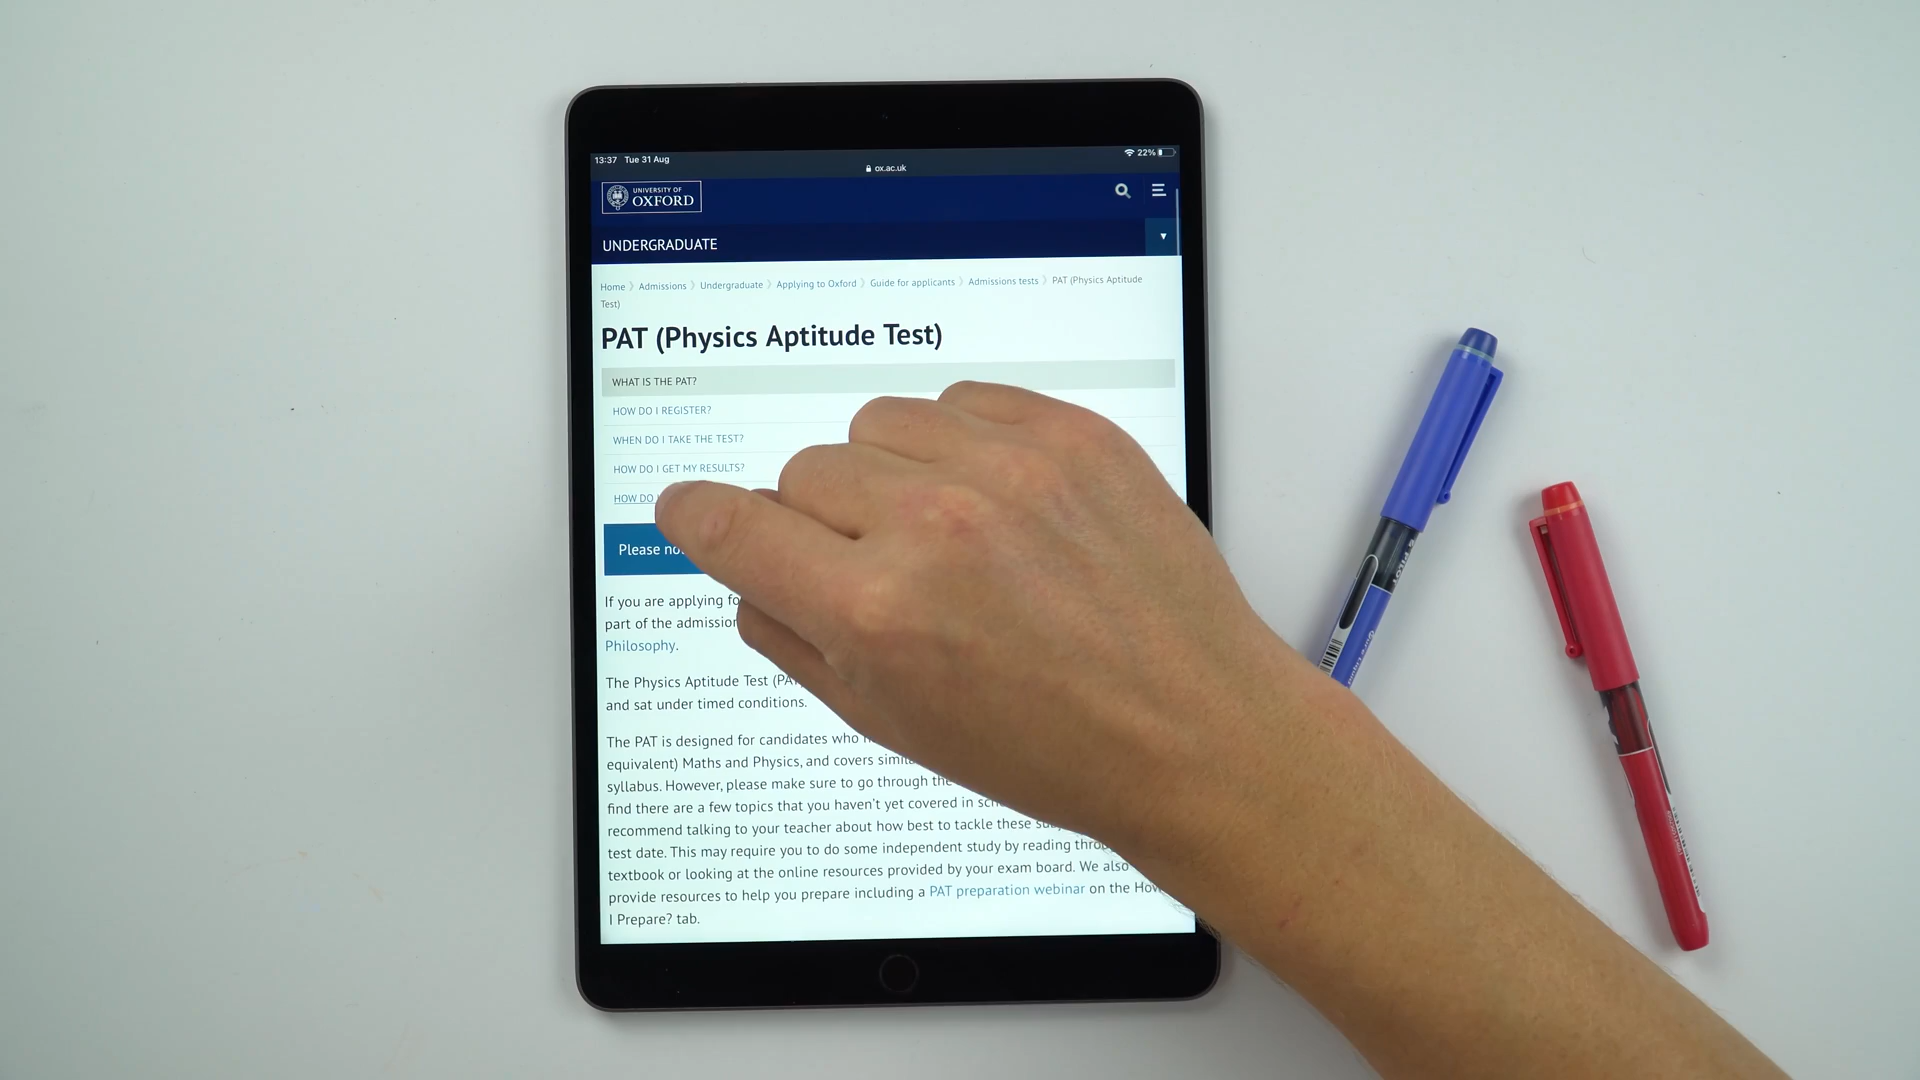 13:37 Tue 31 Aug
22%
ox.ac.uk
UNIVERSITY OF
OXFORD
UNDERGRADUATE
Home 〉 Admissions 〉 Undergraduate 〉 Applying to Oxford 〉 Guide for applicants 〉 Admissions tests 〉 PAT (Physics Aptitude
Test)
PAT (Physics Aptitude Test)
WHAT IS THE PAT?
HOW DO I REGISTER?
WHEN DO I TAKE THE TEST?
HOW DO I GET MY RESULTS?
HOW DO
Please
If you are applying
part of the
Philosophy.
The Physics Aptitude Test
and sat under timed conditions.
The PAT is designed for candidates who
equivalent) Maths and Physics, and covers
syllabus. However, please make sure to go through the
find there are a few topics that you haven't yet covered in
recommend talking to your teacher about how best to tackle these
test date. This may require you to do some independent study by reading
textbook or looking at the online resources provided by your exam board. We also
provide resources to help you prepare including a PAT preparation webinar on the How
I Prepare? tab.
PILOT